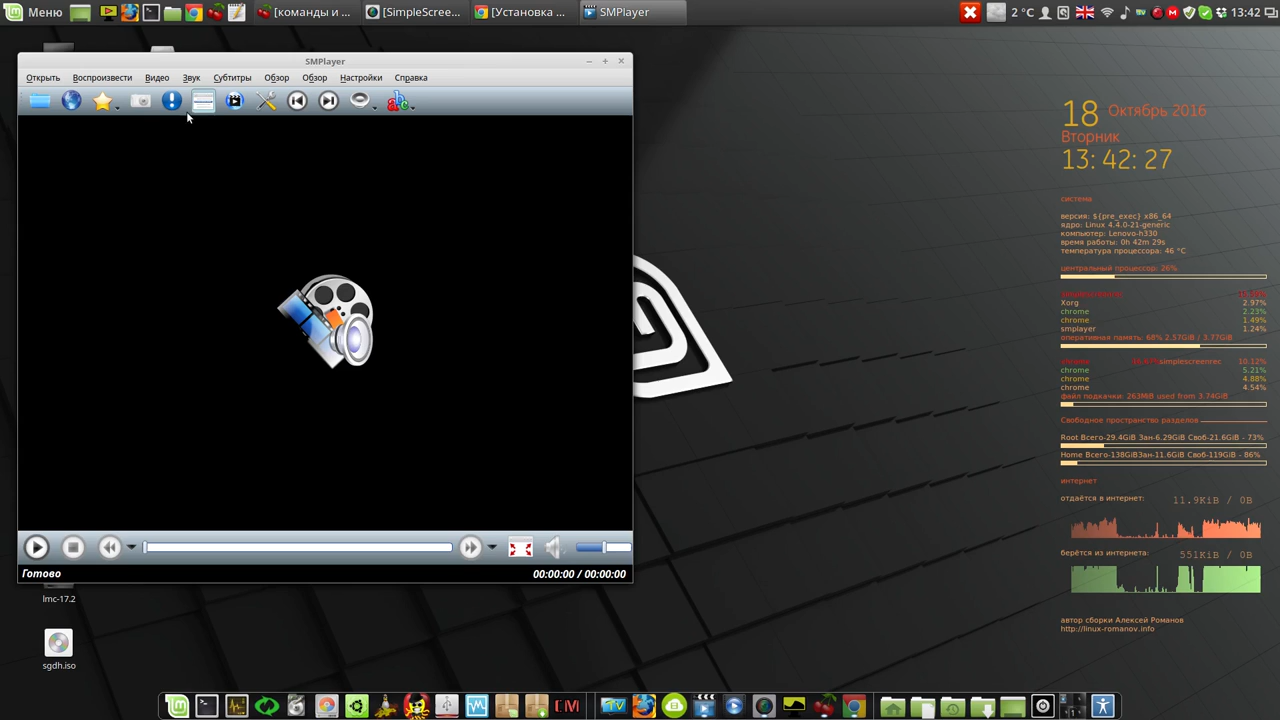 Меню
[команды и ...
[SimpleScree...
[Установка ...
SMPlayer
2 °C
13:42
SMPlayer
Открыть Воспроизвести Видео Звук Субтитры Обзор Обзор Настройки Справка
Готово
00:00:00 / 00:00:00
lmc-17.2
sgdh.iso
18 Октябрь 2016
Вторник
13: 42: 27
система
версия: ${pre_exec} x86_64
ядро: Linux 4.4.0-21-generic
компьютер: Lenovo-h330
время работы: 0h 42m 29s
температура процессора: 46 °C
центральный процессор: 26%
simplescreenrec
Xorg 2.97%
chrome 2.23%
chrome 1.49%
smplayer 1.24%
оперативная память: 68% 2.57GiB / 3.77GiB
chrome simplescreenrec 10.12%
chrome 5.21%
chrome 4.88%
chrome 4.54%
файл подкачки: 263MiB used from 3.74GiB
Свободное пространство разделов
Root Всего-29.4GiB Зан-6.29GiB Своб-21.6GiB - 73%
Home Всего-138GiBЗан-11.6GiB Своб-119GiB - 86%
интернет
отдаётся в интернет: 11.9KiB / 0B
берётся из интернета: 551KiB / 0B
автор сборки Алексей Романов
http://linux-romanov.info